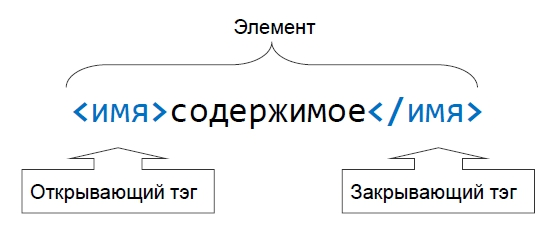 Элемент
<имя>содержимое</имя>
Открывающий тэг
Закрывающий тэг